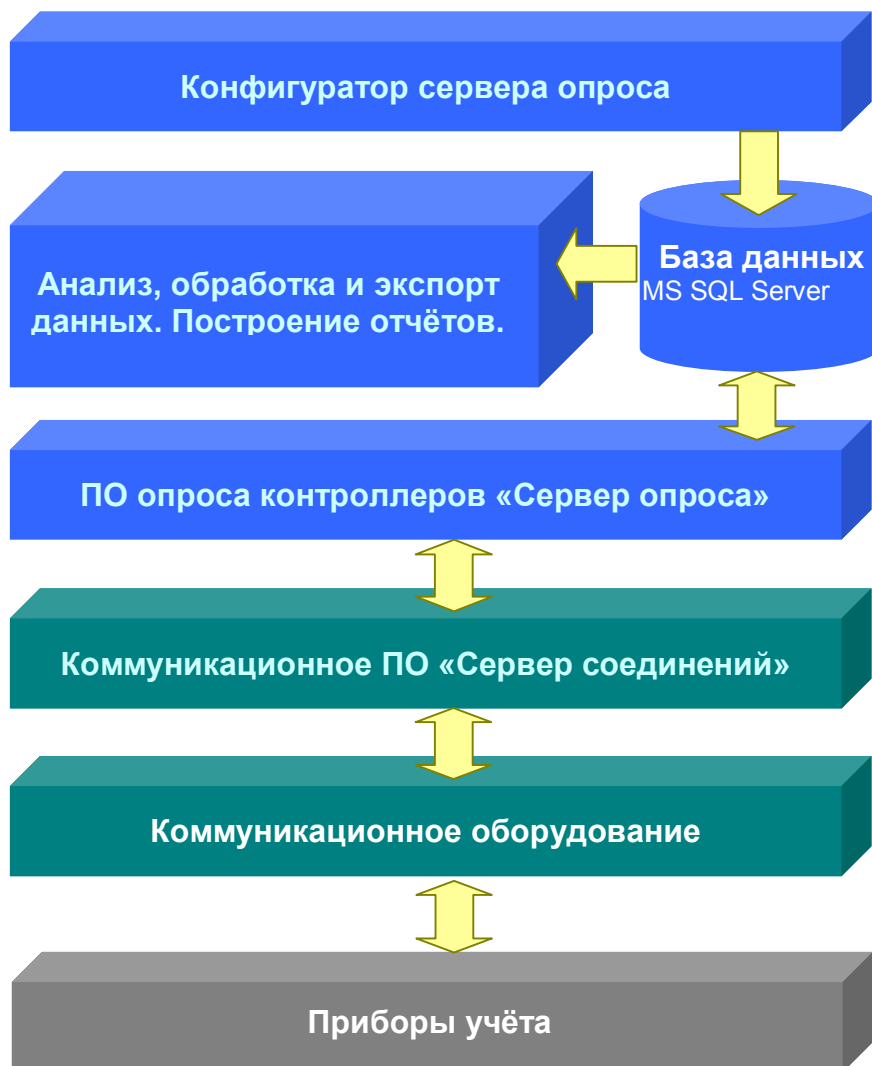 Конфигуратор сервера опроса
База данных
MS SQL Server
Анализ, обработка и экспорт
данных. Построение отчётов.
ПО опроса контроллеров «Сервер опроса»
Коммуникационное ПО «Сервер соединений»
Коммуникационное оборудование
Приборы учёта